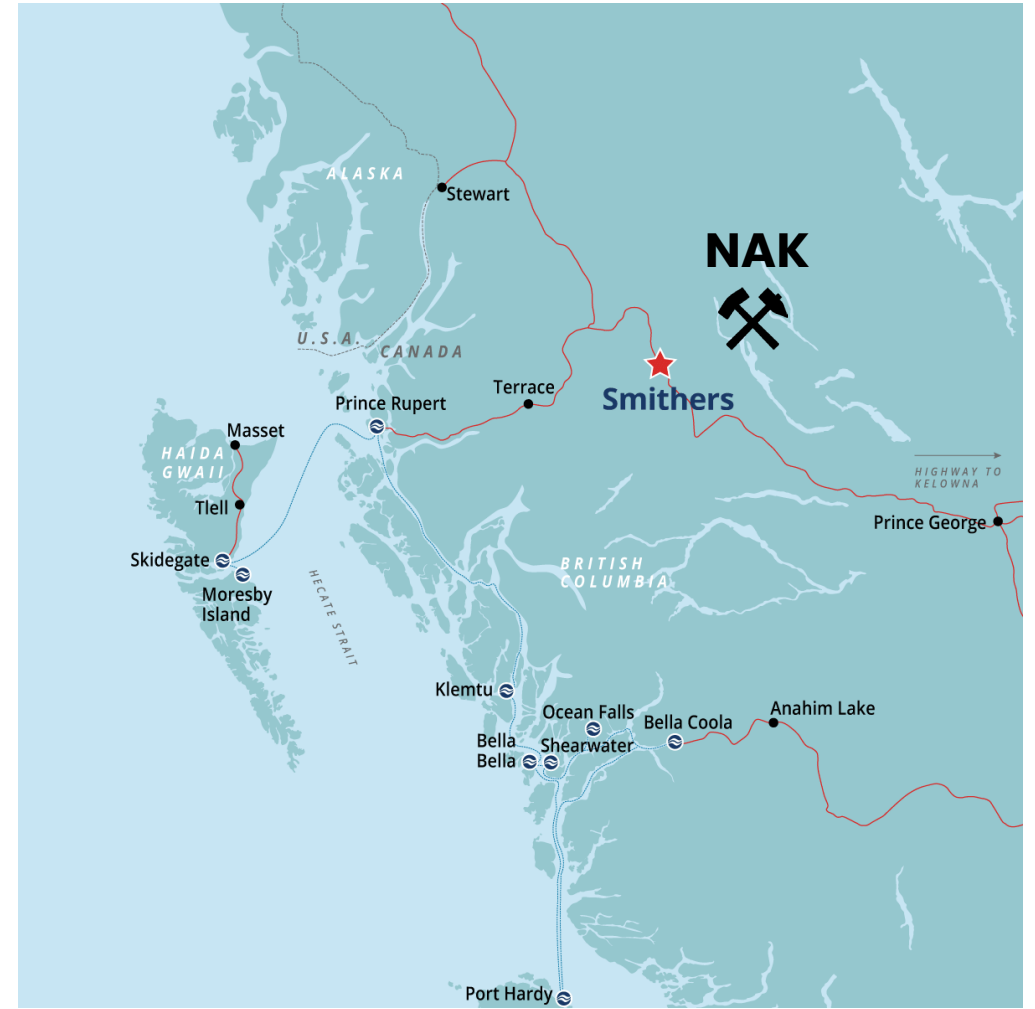 ALASKA
Stewart
NAK
U.S.A.
CANADA
Smithers
Terrace
Prince Rupert
Masset
HAIDA
GWAII
HIGHWAY TO
KELOWNA
Tlell
Prince George
Skidegate
BRITISH
COLUMBIA
Moresby
Island
HECATE STRAIT
Klemtu
Ocean Falls
Bella Coola
Anahim Lake
Bella
Bella
Shearwater
Port Hardy